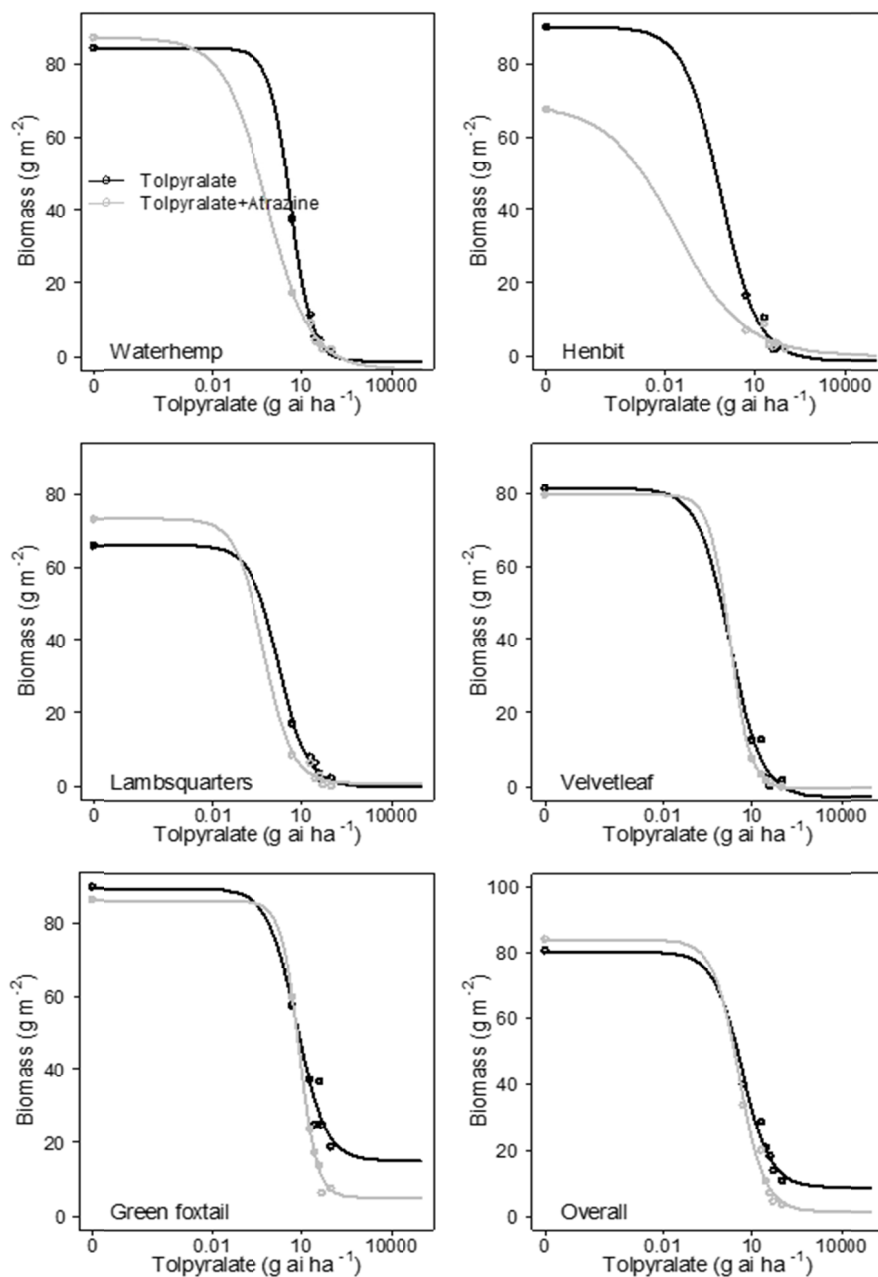 80
60
40
20
0
Biomass (g m⁻²)
Tolpyralate
Tolpyralate+Atrazine
Waterhemp
0 0.01 10 10000
Tolpyralate (g ai ha ⁻¹)
80
60
40
20
0
Biomass (g m⁻²)
Henbit
0 0.01 10 10000
Tolpyralate (g ai ha ⁻¹)
80
60
40
20
0
Biomass (g m⁻²)
Lambsquarters
0 0.01 10 10000
Tolpyralate (g ai ha ⁻¹)
80
60
40
20
0
Biomass (g m⁻²)
Velvetleaf
0 0.01 10 10000
Tolpyralate (g ai ha ⁻¹)
80
60
40
20
0
Biomass (g m⁻²)
Green foxtail
0 0.01 10 10000
Tolpyralate (g ai ha ⁻¹)
100
80
60
40
20
0
Biomass (g m⁻²)
Overall
0 0.01 10 10000
Tolpyralate (g ai ha ⁻¹)